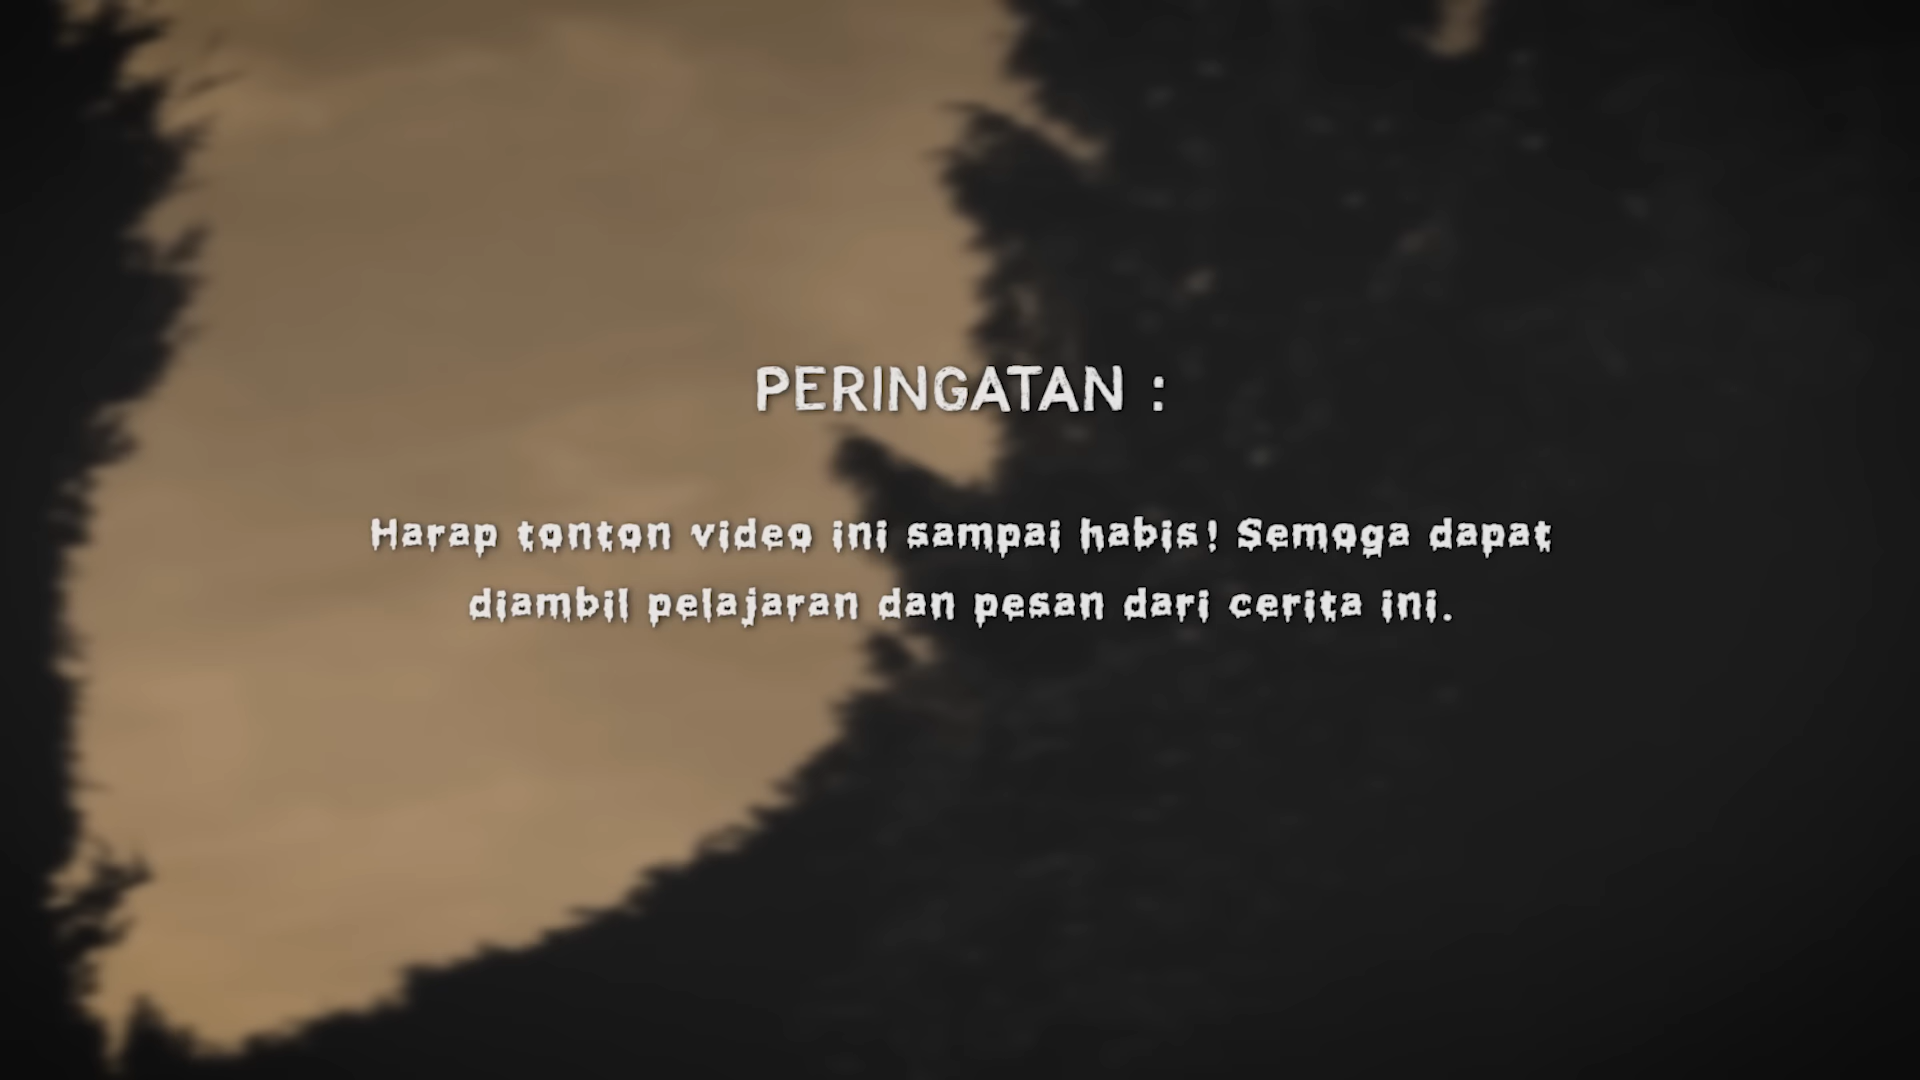 PERINGATAN :
Harap tonton video ini sampai habis! Semoga dapat
diambil pelajaran dan pesan dari cerita ini.